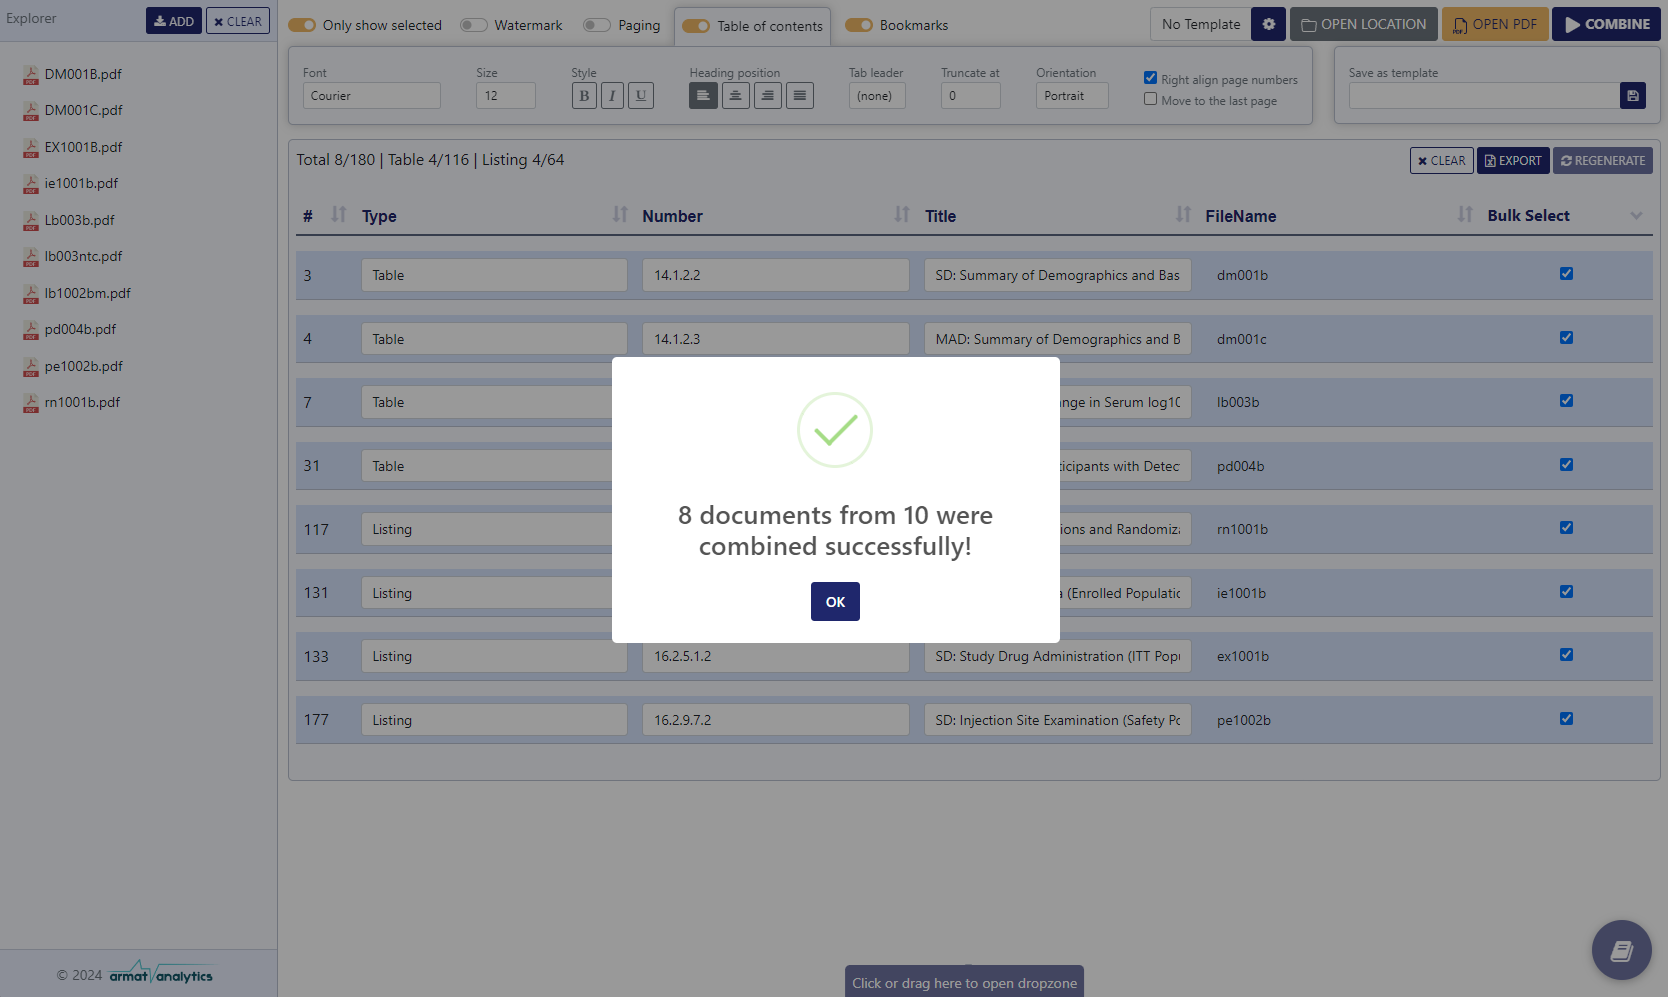 Explorer
ADD
CLEAR
Only show selected
Watermark
Paging
Table of contents
Bookmarks
No Template
OPEN LOCATION
OPEN PDF
COMBINE
DM001B.pdf
DM001C.pdf
EX1001B.pdf
ie1001b.pdf
Lb003b.pdf
lb003ntc.pdf
lb1002bm.pdf
pd004b.pdf
pe1002b.pdf
rn1001b.pdf
Font
Size
Style
Heading position
Tab leader
Truncate at
Orientation
Right align page numbers
Move to the last page
Courier
12
B I U
(none)
0
Portrait
Save as template
Total 8/180 | Table 4/116 | Listing 4/64
CLEAR
EXPORT
REGENERATE
# Type Number Title FileName Bulk Select
3 Table 14.1.2.2 SD: Summary of Demographics and Bas dm001b
4 Table 14.1.2.3 MAD: Summary of Demographics and B dm001c
7 Table nge in Serum log10 lb003b
31 Table ticipants with Detec pd004b
117 Listing ions and Randomiza rn1001b
131 Listing a (Enrolled Populatic ie1001b
133 Listing 16.2.5.1.2 SD: Study Drug Administration (ITT Popu ex1001b
177 Listing 16.2.9.7.2 SD: Injection Site Examination (Safety Po pe1002b
8 documents from 10 were
combined successfully!
OK
© 2024 armat analytics
Click or drag here to open dropzone